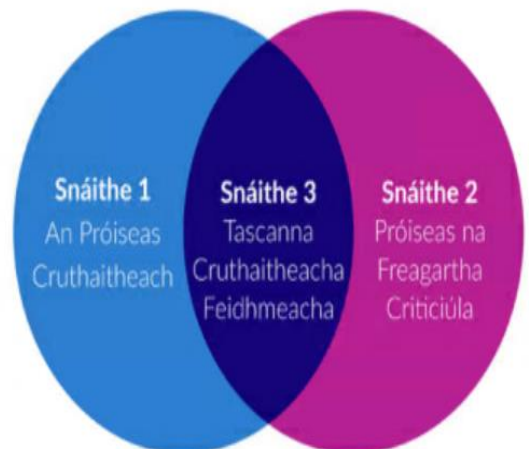 Snáithe 1
An Próiseas
Cruthaitheach
Snáithe 3
Tascanna
Cruthaitheacha
Feidhmeacha
Snáithe 2
Próiseas na
Freagartha
Criticiúla